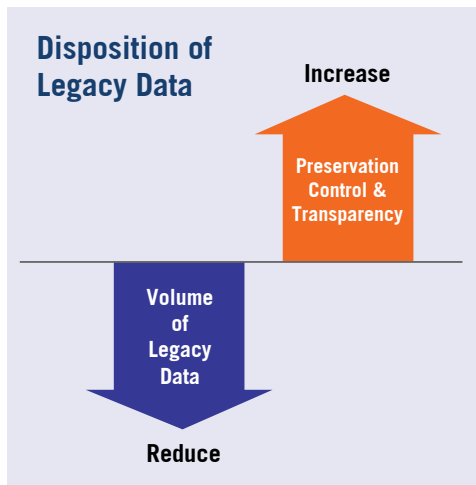 Disposition of
Legacy Data
Increase
Preservation
Control &
Transparency
Volume
of
Legacy
Data
Reduce